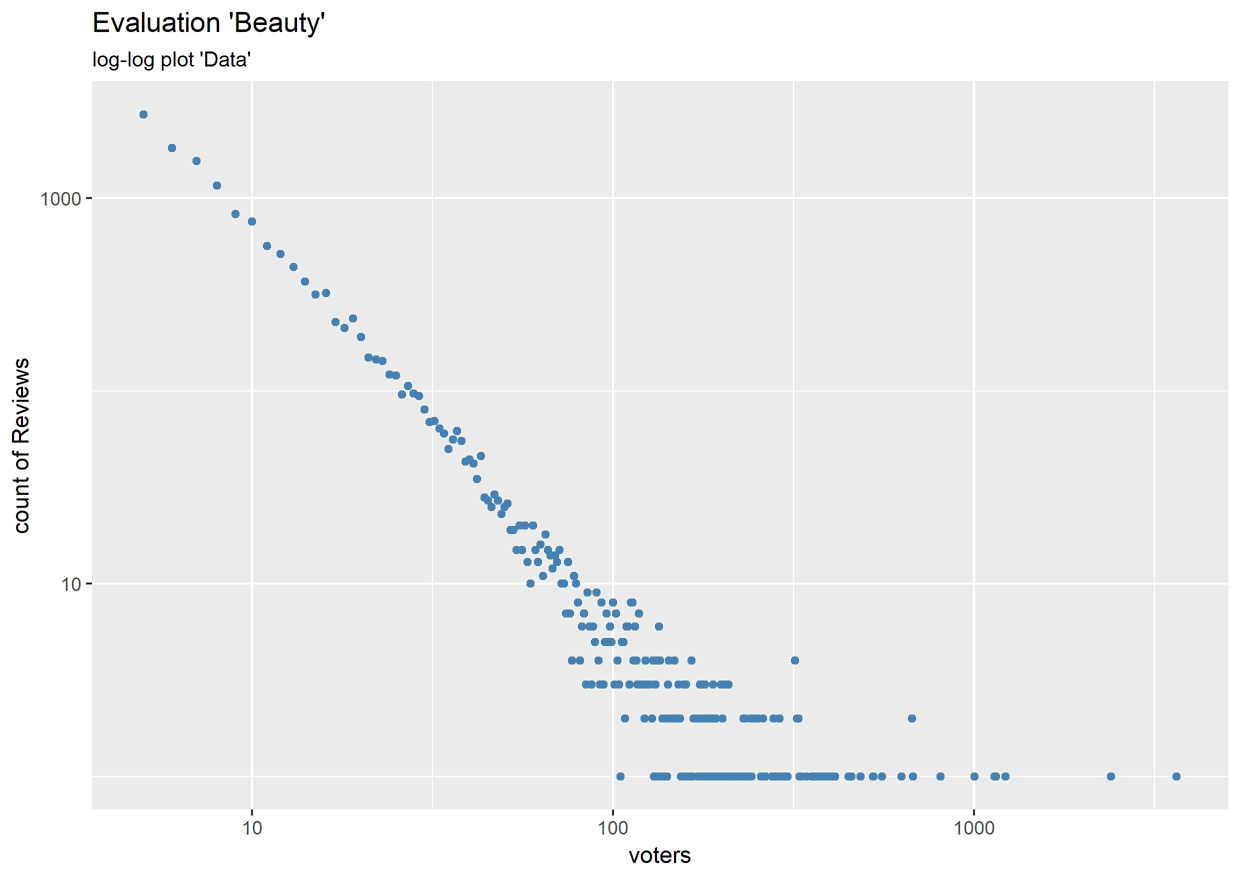 Evaluation 'Beauty'
log-log plot 'Data'
count of Reviews
1000
10
10
100
1000
voters